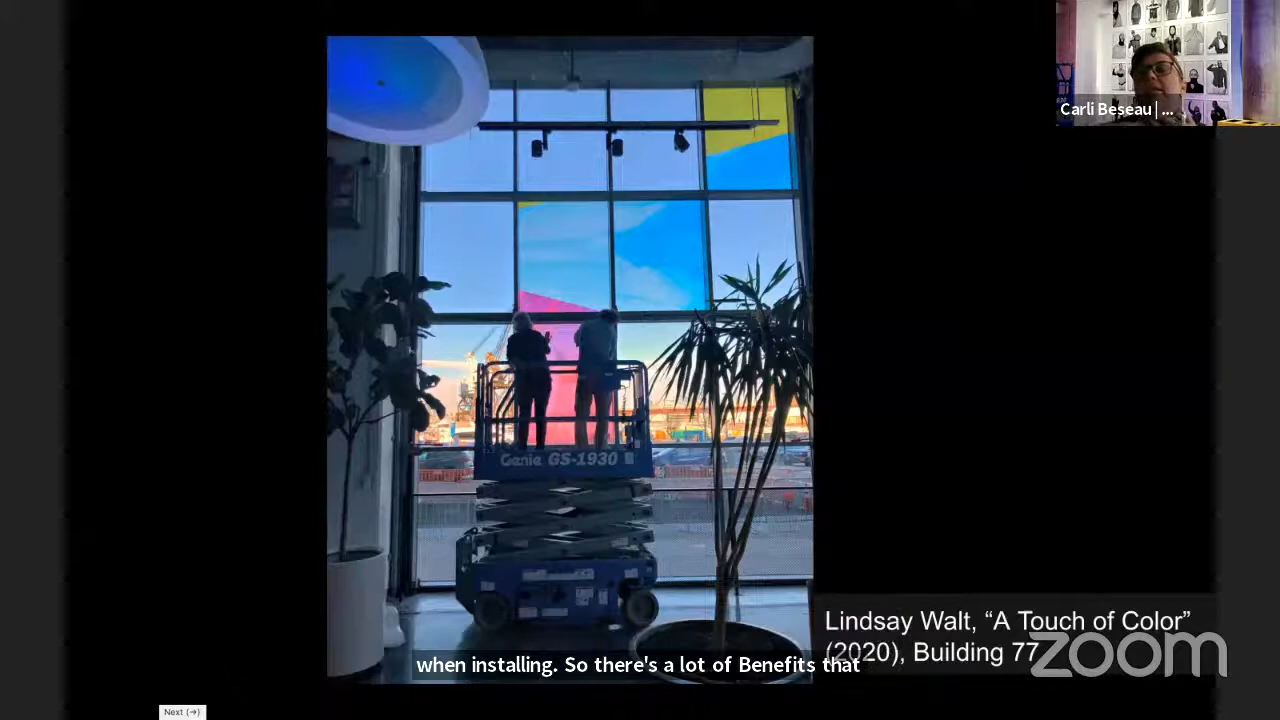 Carli Beseau | ...
Genie GS-1930
Lindsay Walt, “A Touch of Color”
(2020), Building 77
zoom
when installing. So there's a lot of Benefits that
Next (→)